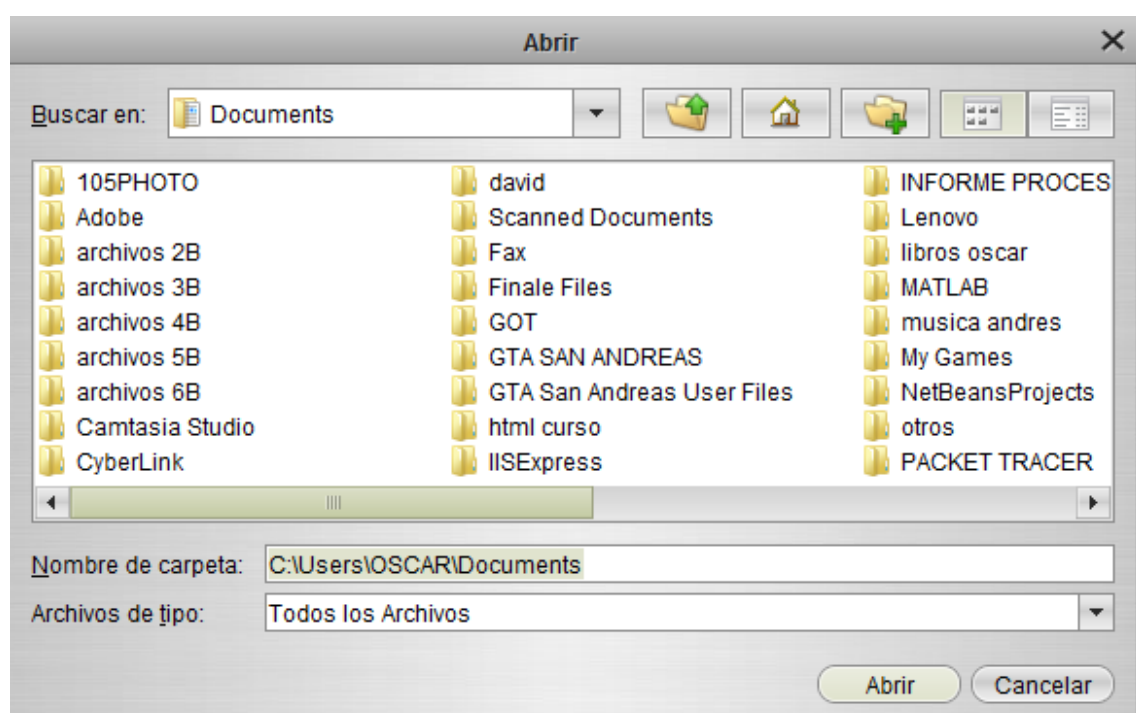 Abrir
Buscar en: Documents
105PHOTO
Adobe
archivos 2B
archivos 3B
archivos 4B
archivos 5B
archivos 6B
Camtasia Studio
CyberLink
david
Scanned Documents
Fax
Finale Files
GOT
GTA SAN ANDREAS
GTA San Andreas User Files
html curso
IISExpress
INFORME PROCES
Lenovo
libros oscar
MATLAB
musica andres
My Games
NetBeansProjects
otros
PACKET TRACER
Nombre de carpeta: C:\Users\OSCAR\Documents
Archivos de tipo: Todos los Archivos
Abrir Cancelar